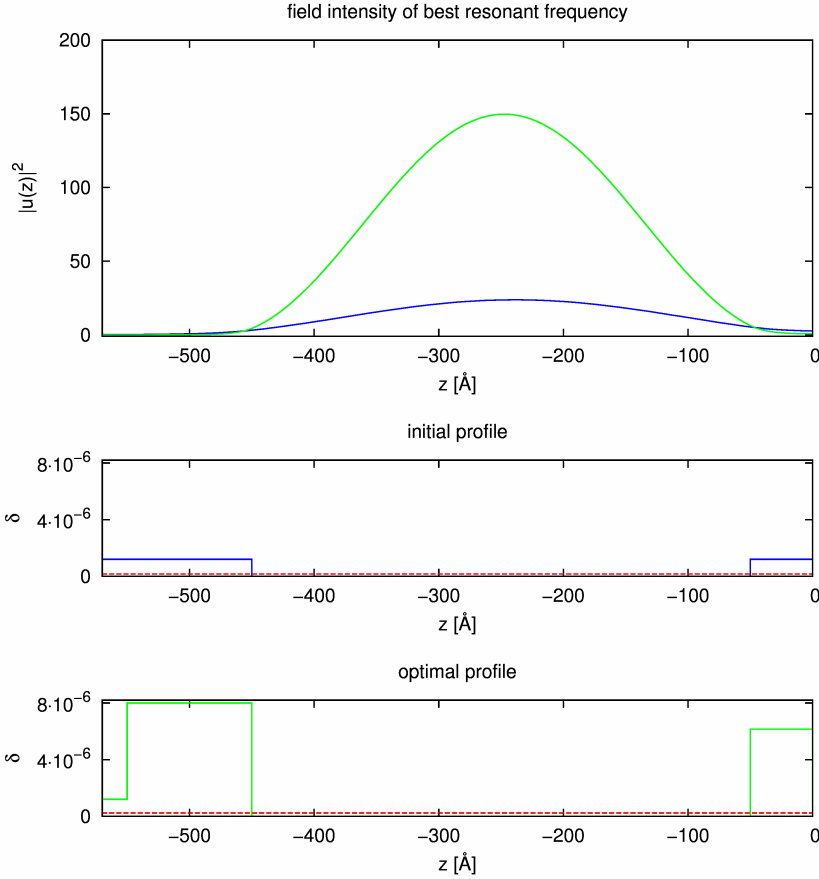 field intensity of best resonant frequency
200
150
100
50
0
|u(z)|²
−500 −400 −300 −200 −100 0
z [Å]
initial profile
8·10⁻⁶
4·10⁻⁶
0
δ
−500 −400 −300 −200 −100 0
z [Å]
optimal profile
8·10⁻⁶
4·10⁻⁶
0
δ
−500 −400 −300 −200 −100 0
z [Å]